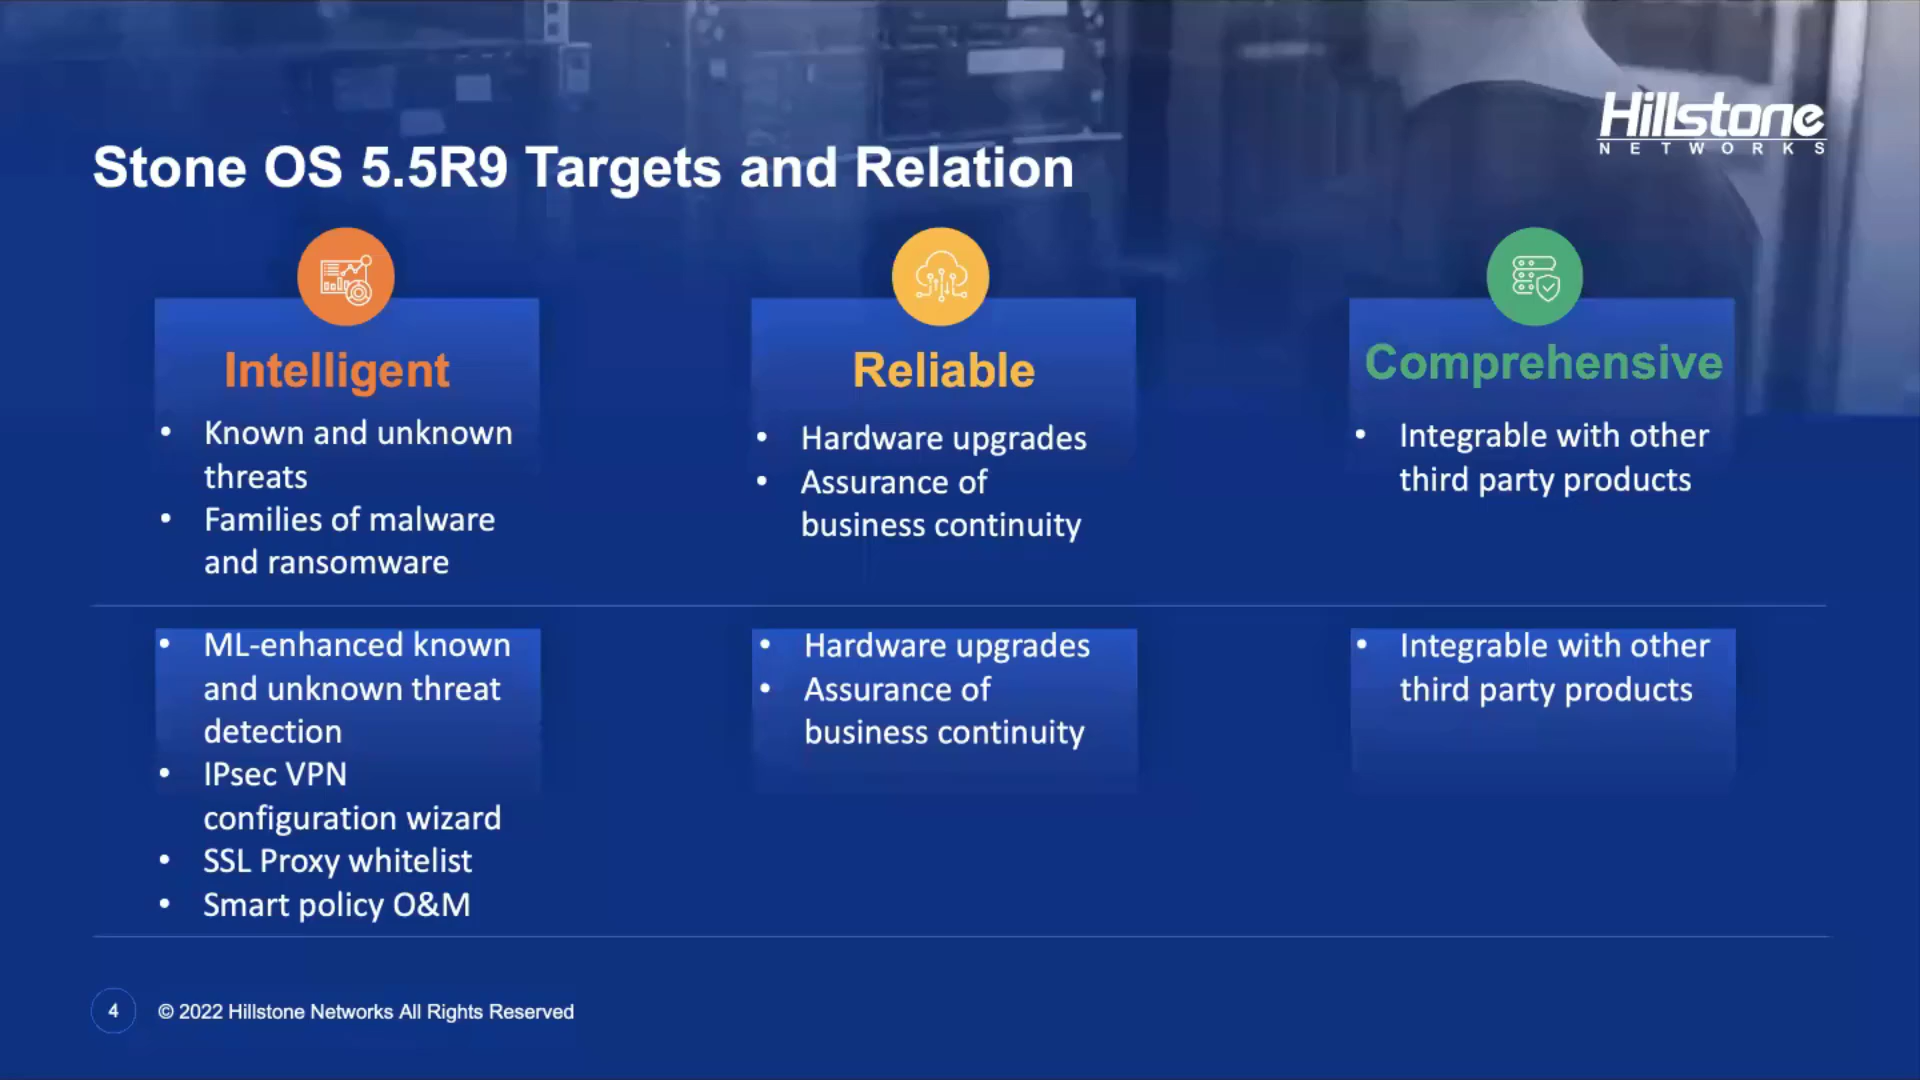 Hillstone
NETWORKS
Stone OS 5.5R9 Targets and Relation
Intelligent
• Known and unknown
threats
• Families of malware
and ransomware
Reliable
• Hardware upgrades
• Assurance of
business continuity
Comprehensive
• Integrable with other
third party products
• ML-enhanced known
and unknown threat
detection
• IPsec VPN
configuration wizard
• SSL Proxy whitelist
• Smart policy O&M
• Hardware upgrades
• Assurance of
business continuity
• Integrable with other
third party products
4
© 2022 Hillstone Networks All Rights Reserved